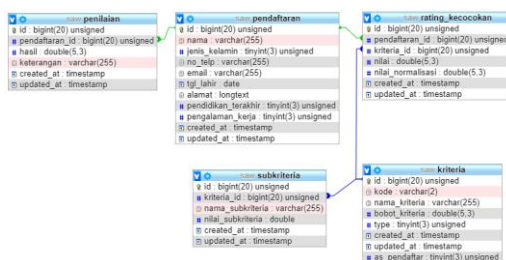 saw penilaian
id : bigint(20) unsigned
pendaftaran_id : bigint(20) unsigned
hasil : double(5,3)
keterangan : varchar(255)
created_at : timestamp
updated_at : timestamp
saw pendaftaran
id : bigint(20) unsigned
nama : varchar(255)
jenis_kelamin : tinyint(3) unsigned
no_telp : varchar(255)
email : varchar(255)
tgl_lahir : date
alamat : longtext
pendidikan_terakhir : tinyint(3) unsigned
pengalaman_kerja : tinyint(3) unsigned
created_at : timestamp
updated_at : timestamp
saw rating_kecocokan
id : bigint(20) unsigned
pendaftaran_id : bigint(20) unsigned
kriteria_id : bigint(20) unsigned
nilai : double(5,3)
nilai_normalisasi : double(5,3)
created_at : timestamp
updated_at : timestamp
saw subkriteria
id : bigint(20) unsigned
kriteria_id : bigint(20) unsigned
nama_subkriteria : varchar(255)
nilai_subkriteria : double
created_at : timestamp
updated_at : timestamp
saw kriteria
id : bigint(20) unsigned
kode : varchar(2)
nama_kriteria : varchar(255)
bobot_kriteria : double(5,3)
type : tinyint(3) unsigned
created_at : timestamp
updated_at : timestamp
as_pendaftar : tinyint(3) unsigned